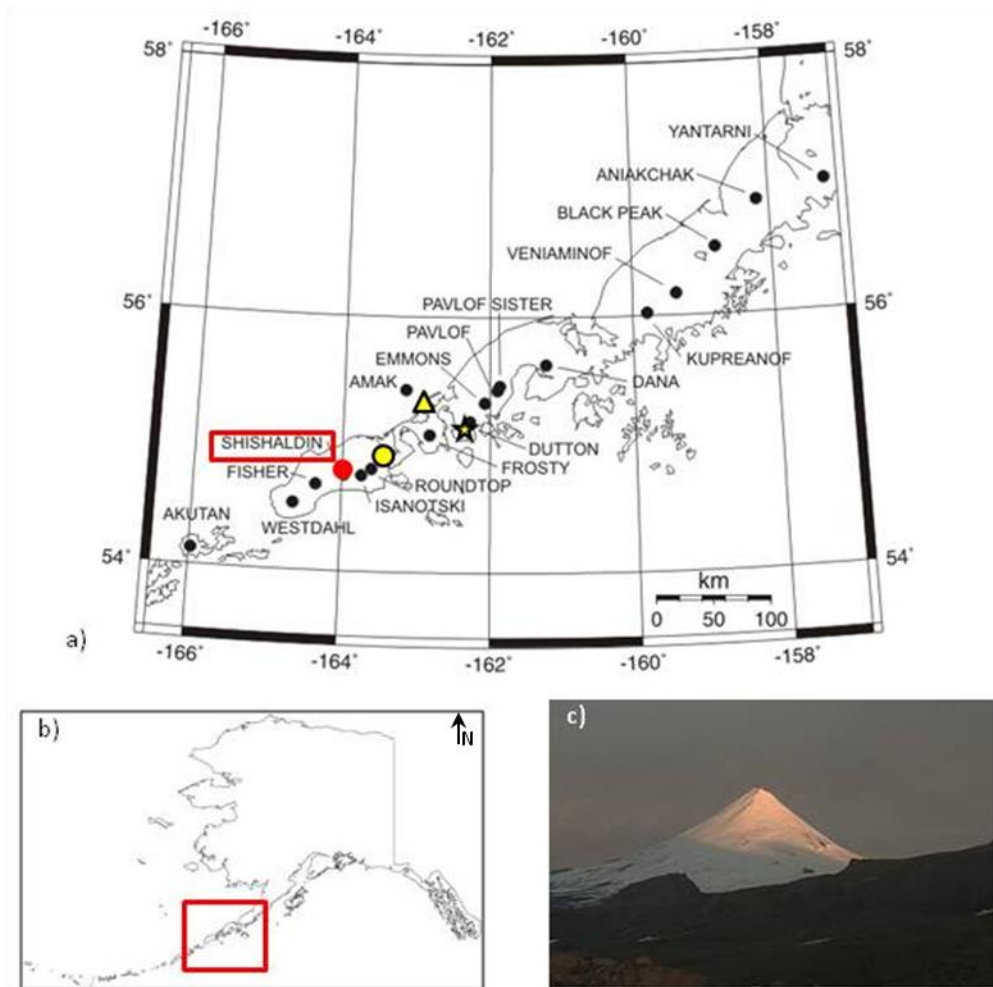 -166˚ -164˚ -162˚ -160˚ -158˚
58˚ 58˚
YANTARNI
ANIAKCHAK
BLACK PEAK
VENIAMINOF
56˚ 56˚
PAVLOF SISTER
PAVLOF
EMMONS
KUPREANOF
AMAK
DANA
SHISHALDIN
DUTTON
FISHER
FROSTY
ROUNDTOP
ISANOTSKI
AKUTAN
WESTDAHL
54˚ 54˚
km
0 50 100
a)
-166˚ -164˚ -162˚ -160˚ -158˚
b)
N
c)